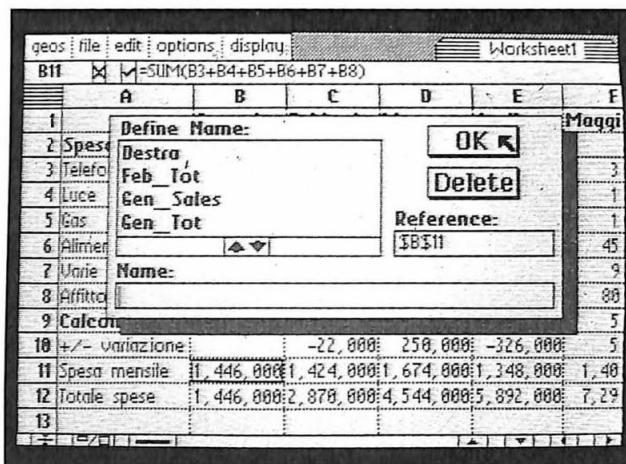 geos file edit options display Worksheet1
B11 =SUM(B3+B4+B5+B6+B7+B8)
A B C D E F
1 Maggi
2 Spese
3 Telefo 3
4 Luce 1
5 Gas 1
6 Alimen 45
7 Varie 9
8 Affitto 80
9 Calcon 5
10 +/- variazione -22,000 250,000 -326,000 5
11 Spesa mensile 1,446,000 1,424,000 1,674,000 1,348,000 1,40
12 Totale spese 1,446,000 2,870,000 4,544,000 5,892,000 7,29
13
Define Name:
Destra
Feb_Tot
Gen_Sales
Gen_Tot
OK
Delete
Reference:
$B$11
Name: